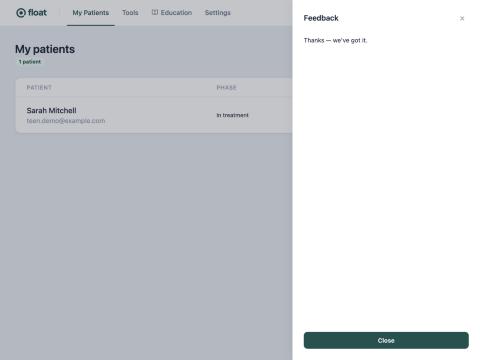 float
My Patients
Tools
Education
Settings
My patients
1 patient
PATIENT
PHASE
Sarah Mitchell
teen.demo@example.com
In treatment
Feedback
×
Thanks — we've got it.
Close